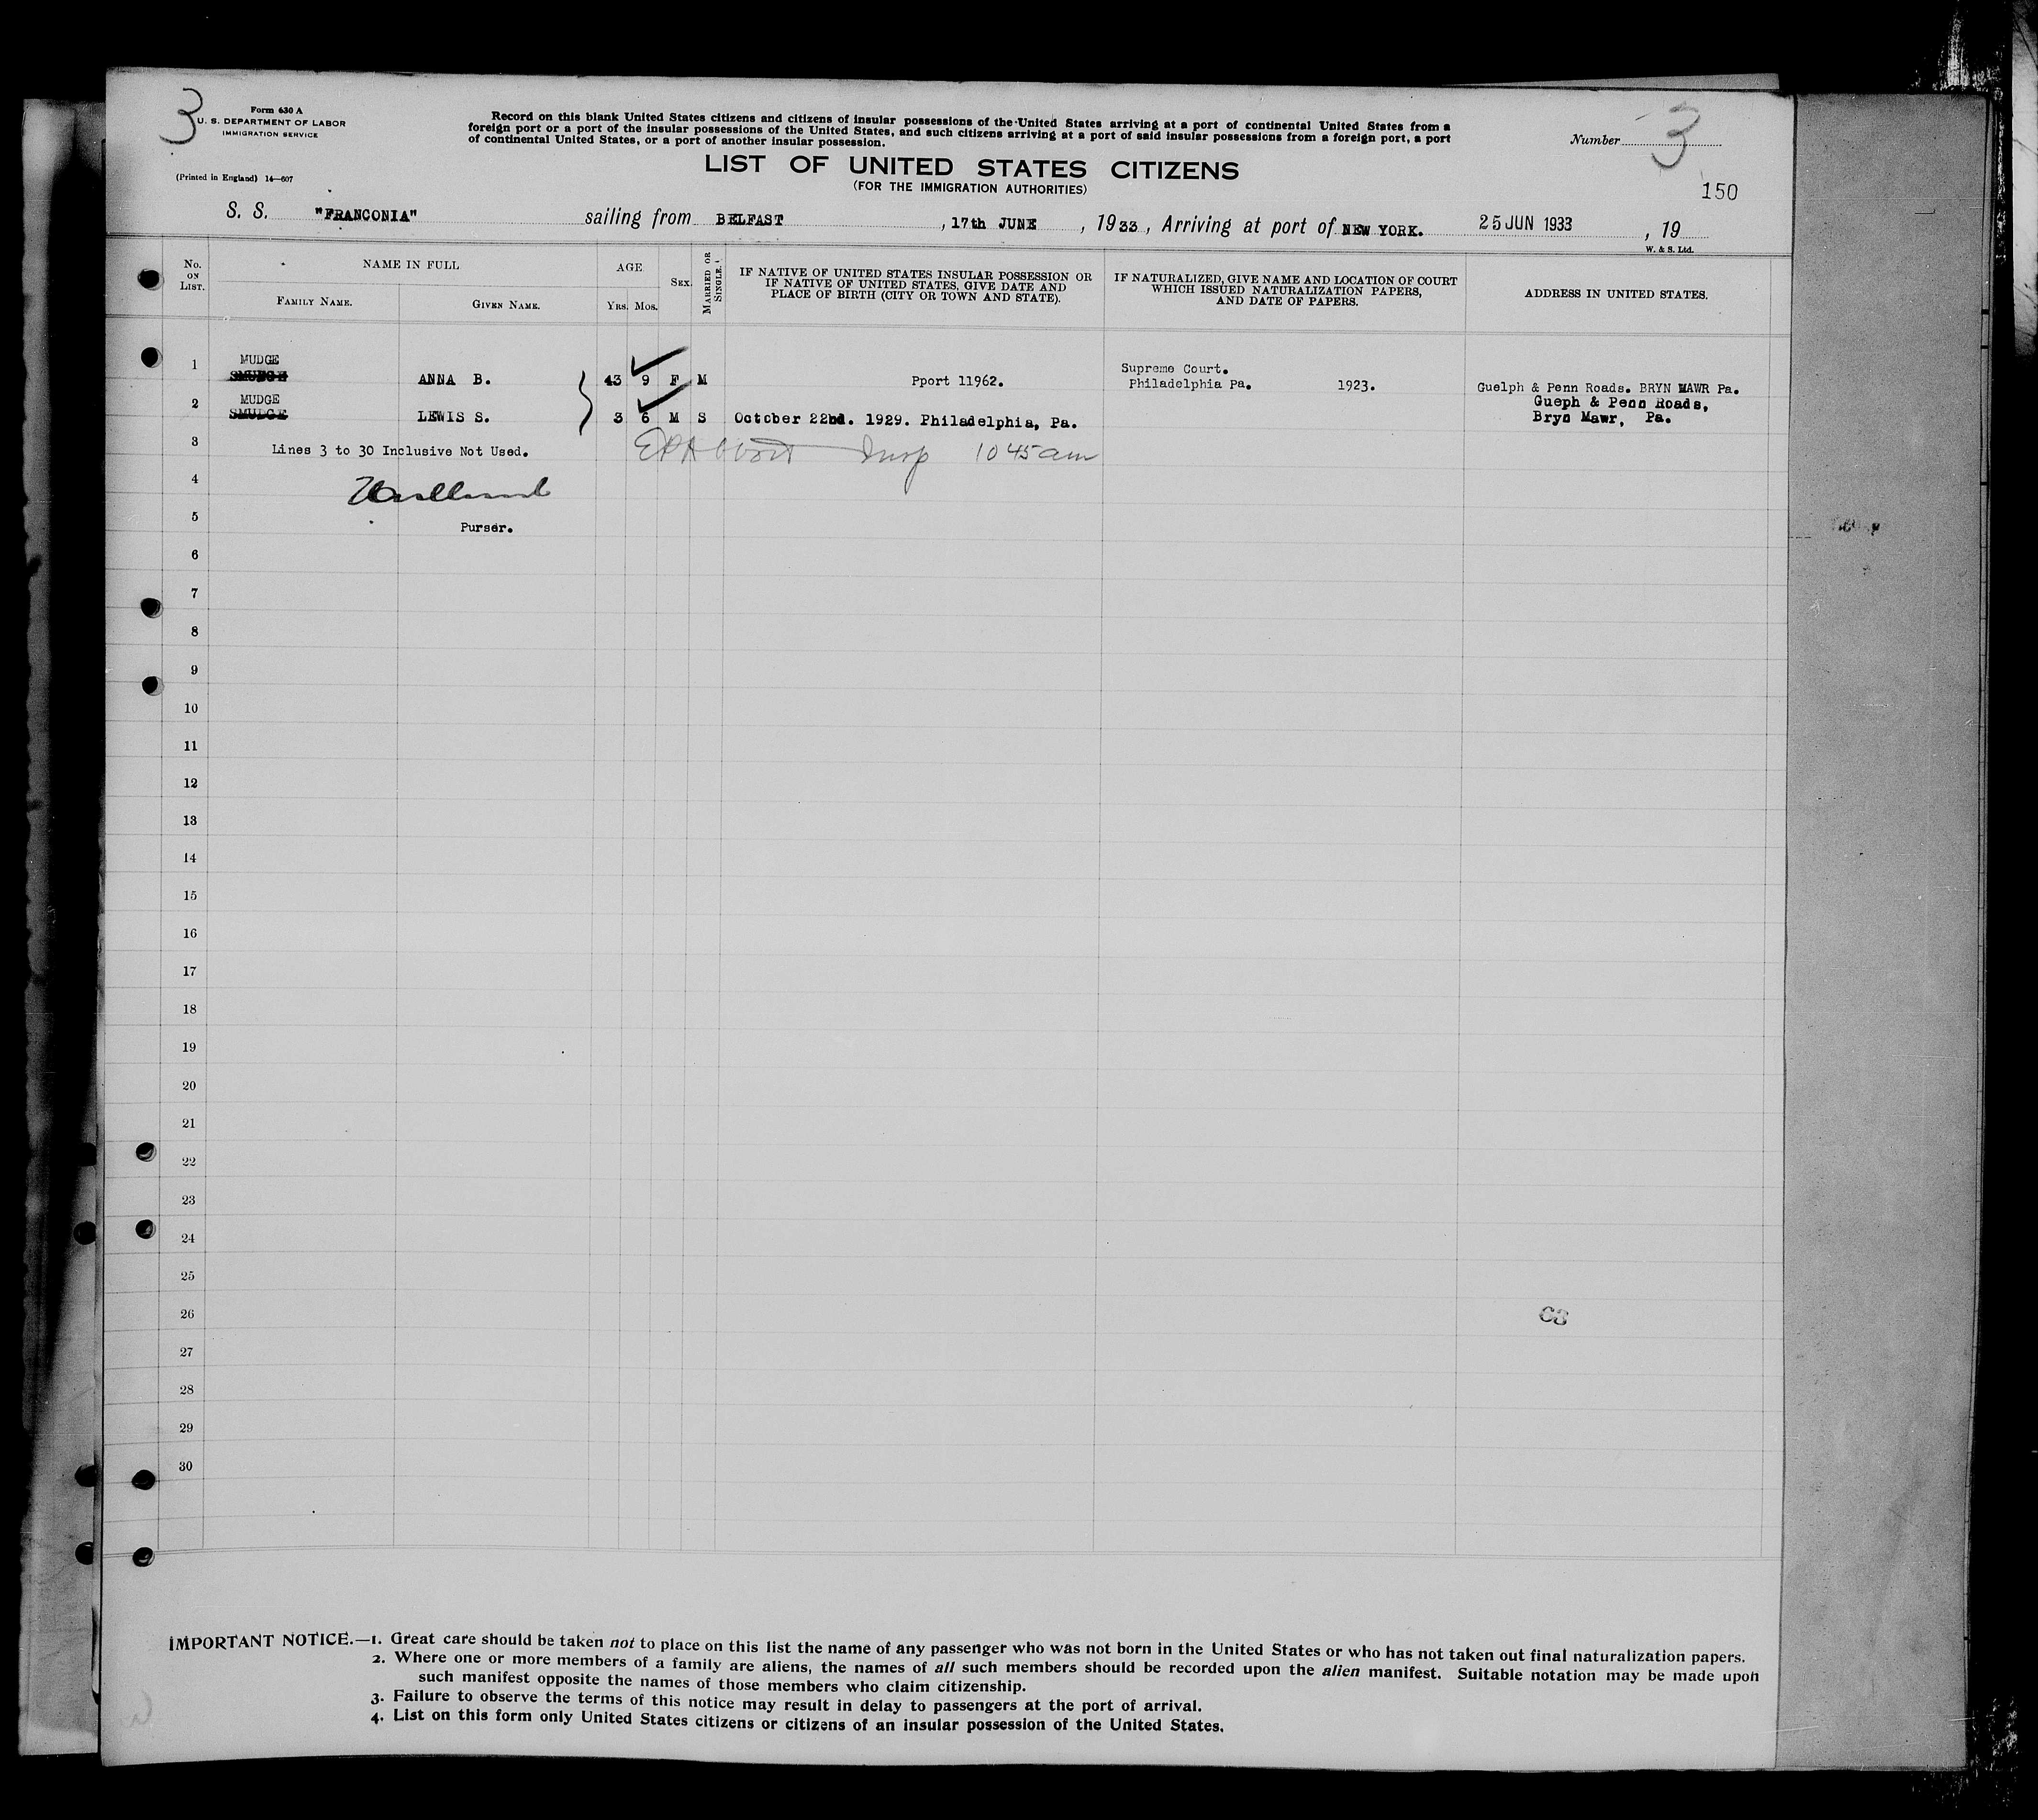 3
Form 630 A
U. S. DEPARTMENT OF LABOR
IMMIGRATION SERVICE
(Printed in England) 14—607
Record on this blank United States citizens and citizens of insular possessions of the United States arriving at a port of continental United States from a
foreign port or a port of the insular possessions of the United States, and such citizens arriving at a port of said insular possessions from a foreign port, a port
of continental United States, or a port of another insular possession.
Number 3
LIST OF UNITED STATES CITIZENS
(FOR THE IMMIGRATION AUTHORITIES)
150
S. S. "FRANCONIA" sailing from BELFAST , 17th JUNE , 1933 , Arriving at port of NEW YORK. 25 JUN 1933 , 19
W. & S. Ltd.
No. ON LIST.
NAME IN FULL
FAMILY NAME.
GIVEN NAME.
AGE
YRS. MOS.
SEX.
MARRIED OR SINGLE.
IF NATIVE OF UNITED STATES INSULAR POSSESSION OR
IF NATIVE OF UNITED STATES, GIVE DATE AND
PLACE OF BIRTH (CITY OR TOWN AND STATE).
IF NATURALIZED, GIVE NAME AND LOCATION OF COURT
WHICH ISSUED NATURALIZATION PAPERS,
AND DATE OF PAPERS.
ADDRESS IN UNITED STATES.
MUDGE
1 SMUDGE ANNA B. 43 9 F M Pport 11962. Supreme Court. Philadelphia Pa. 1923. Guelph & Penn Roads. BRYN MAWR Pa.
MUDGE
2 SMUDGE LEWIS S. 3 6 M S October 22nd. 1929. Philadelphia, Pa. Gueph & Penn Roads,
Bryn Mawr, Pa.
3 Lines 3 to 30 Inclusive Not Used. Insp 10 45 am
4
5 Purser.
6
7
8
9
10
11
12
13
14
15
16
17
18
19
20
21
22
23
24
25
26
27
28
29
30
IMPORTANT NOTICE.—1. Great care should be taken not to place on this list the name of any passenger who was not born in the United States or who has not taken out final naturalization papers.
2. Where one or more members of a family are aliens, the names of all such members should be recorded upon the alien manifest. Suitable notation may be made upon
such manifest opposite the names of those members who claim citizenship.
3. Failure to observe the terms of this notice may result in delay to passengers at the port of arrival.
4. List on this form only United States citizens or citizens of an insular possession of the United States.